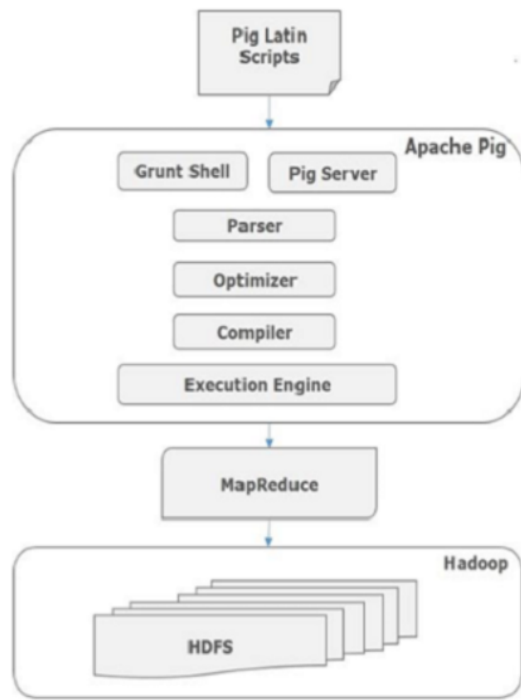 Pig Latin
Scripts
Apache Pig
Grunt Shell
Pig Server
Parser
Optimizer
Compiler
Execution Engine
MapReduce
Hadoop
HDFS